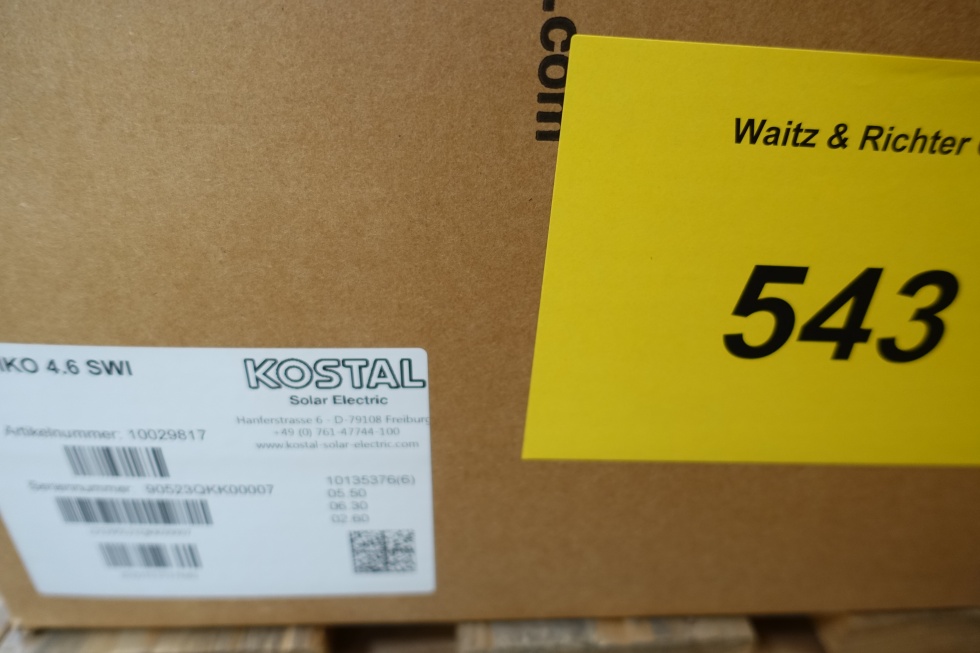 .com
Waitz & Richter
543
IKO 4.6 SWI
KOSTAL
Solar Electric
Hanferstrasse 6 - D-79108 Freiburg
+49 (0) 761-47744-100
www.kostal-solar-electric.com
Artikelnummer: 10029817
Seriennummer: 90523QKK00007
10135376(6)
05.50
06.30
02.60